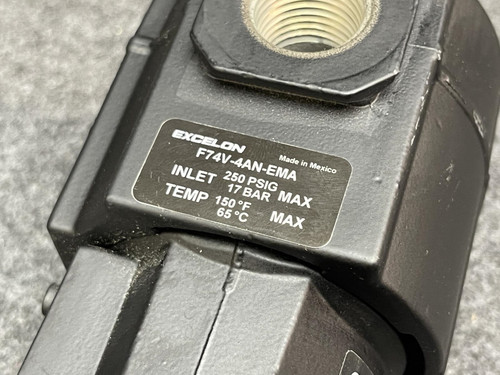 EXCELON
Made in Mexico
F74V-4AN-EMA
INLET 250 PSIG MAX
17 BAR
TEMP 150°F MAX
65°C